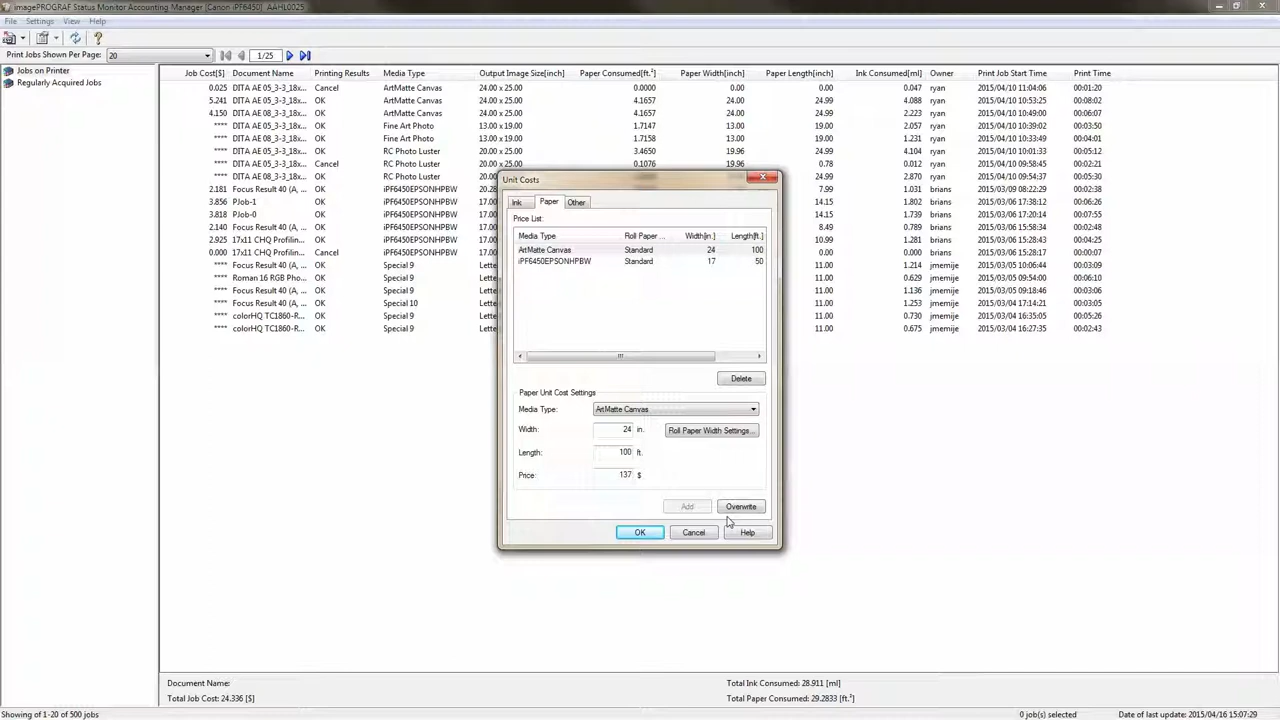 imagePROGRAF Status Monitor Accounting Manager [Canon iPF6450] AAHL0025
File Settings View Help
Print Jobs Shown Per Page: 20 1/25
Jobs on Printer
Regularly Acquired Jobs
Job Cost[$] Document Name Printing Results Media Type Output Image Size[inch] Paper Consumed[ft.²] Paper Width[inch] Paper Length[inch] Ink Consumed[ml] Owner Print Job Start Time Print Time
0.025 DITA AE 05_3-3_18x... Cancel ArtMatte Canvas 24.00 x 25.00 0.0000 0.00 0.00 0.047 ryan 2015/04/10 11:04:06 00:01:20
5.241 DITA AE 05_3-3_18x... OK ArtMatte Canvas 24.00 x 25.00 4.1657 24.00 24.99 4.088 ryan 2015/04/10 10:53:25 00:08:02
4.150 DITA AE 08_3-3_18x... OK ArtMatte Canvas 24.00 x 25.00 4.1657 24.00 24.99 2.223 ryan 2015/04/10 10:49:00 00:06:07
**** DITA AE 05_3-3_18x... OK Fine Art Photo 13.00 x 19.00 1.7147 13.00 19.00 2.057 ryan 2015/04/10 10:39:02 00:03:50
**** DITA AE 08_3-3_18x... OK Fine Art Photo 13.00 x 19.00 1.7158 13.00 19.00 1.231 ryan 2015/04/10 10:33:49 00:02:59
**** DITA AE 05_3-3_18x... OK RC Photo Luster 20.00 x 25.00 3.4650 19.96 24.99 4.104 ryan 2015/04/10 10:01:33 00:05:12
**** DITA AE 08_3-3_18x... Cancel RC Photo Luster 20.00 x 25.00 0.1076 19.96 0.78 0.012 ryan 2015/04/10 09:58:45 00:02:21
**** DITA AE 08_3-3_18x... OK RC Photo Luster 24.99 2.870 ryan 2015/04/10 09:54:42 00:03:55
2.181 Focus Result 40 (A, ... OK iPF6450EPSONHPBW 20.28 7.99 1.031 brians 2015/03/09 08:22:29 00:02:38
3.856 PJob-1 OK iPF6450EPSONHPBW 17.00 14.15 1.802 brians 2015/03/06 17:38:12 00:06:26
3.818 PJob-0 OK iPF6450EPSONHPBW 17.00 14.15 1.739 brians 2015/03/06 17:20:14 00:07:55
2.140 Focus Result 40 (A, ... OK iPF6450EPSONHPBW 17.00 8.49 0.789 brians 2015/03/06 16:51:08 00:03:13
2.925 17x11 CHQ Profilin... OK iPF6450EPSONHPBW 17.00 10.99 1.281 brians 2015/03/06 15:28:54 00:04:25
0.000 17x11 CHQ Profilin... Cancel iPF6450EPSONHPBW 17.00 0.00 0.000 brians 2015/03/06 15:28:07 00:00:17
**** Focus Result 40 (A, ... OK Special 9 Lette 11.00 1.214 jmemije 2015/03/05 10:06:44 00:03:09
**** Roman 16 RGB Pho... OK Special 9 Lette 11.00 0.629 jmemije 2015/03/05 09:54:00 00:06:10
**** Focus Result 40 (A, ... OK Special 9 Lette 11.00 1.136 jmemije 2015/03/05 09:18:46 00:03:06
**** Focus Result 40 (A, ... OK Special 10 Lette 11.00 1.253 jmemije 2015/03/04 17:14:21 00:03:05
**** colorHQ TC1860-R... OK Special 9 Lette 11.00 0.730 jmemije 2015/03/04 16:35:05 00:05:26
**** colorHQ TC1860-R... OK Special 9 Lette 11.00 0.675 jmemije 2015/03/04 16:27:35 00:02:43
Unit Costs
Ink Paper Other
Price List:
Media Type Roll Paper ... Width[in.] Length[ft.]
ArtMatte Canvas Standard 24 100
iPF6450EPSONHPBW Standard 17 50
Delete
Paper Unit Cost Settings
Media Type: ArtMatte Canvas
Width: 24 in. Roll Paper Width Settings...
Length: 100 ft.
Price: 137 $
Add Overwrite
OK Cancel Help
Document Name: Total Ink Consumed: 28.911 [ml]
Total Job Cost: 24.336 [$] Total Paper Consumed: 29.2833 [ft.²]
Showing of 1-20 of 500 jobs 0 job(s) selected Date of last update: 2015/04/16 15:07:29